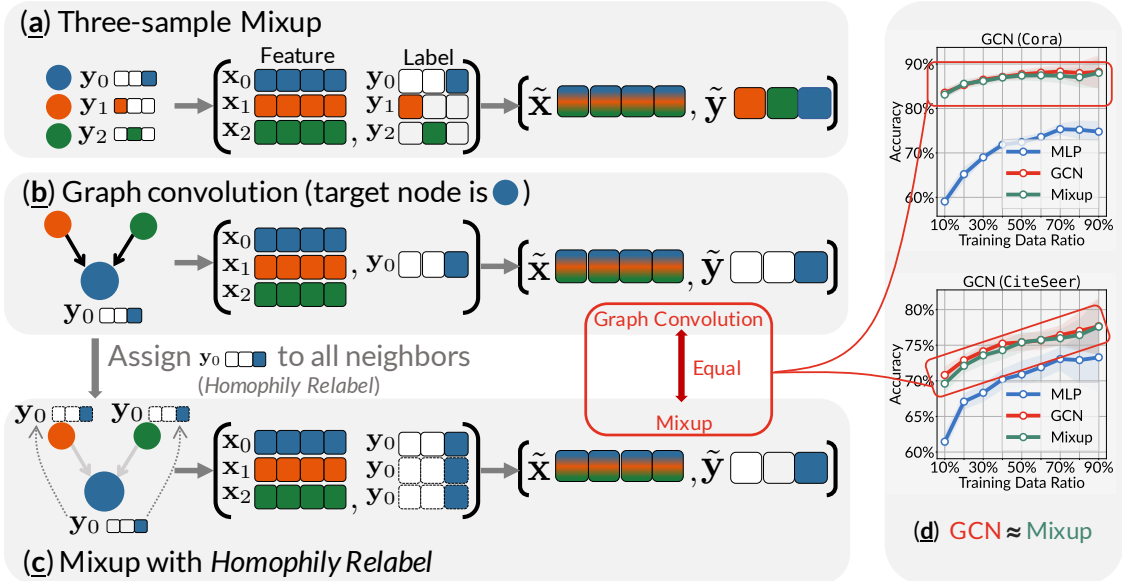 (a) Three-sample Mixup
Feature
Label
y0
y1
y2
x0
x1
x2
,
y0
y1
y2
x̃ , ỹ
(b) Graph convolution (target node is )
y0
x0
x1
x2
, y0
x̃ , ỹ
Assign y0 to all neighbors
(Homophily Relabel)
Graph Convolution
Equal
Mixup
y0 y0
y0
x0
x1
x2
,
y0
y0
y0
x̃ , ỹ
(c) Mixup with Homophily Relabel
GCN (Cora)
Accuracy
90%
80%
70%
60%
MLP
GCN
Mixup
10% 30% 50% 70% 90%
Training Data Ratio
GCN (CiteSeer)
Accuracy
80%
75%
70%
65%
60%
MLP
GCN
Mixup
10% 30% 50% 70% 90%
Training Data Ratio
(d) GCN ≈ Mixup